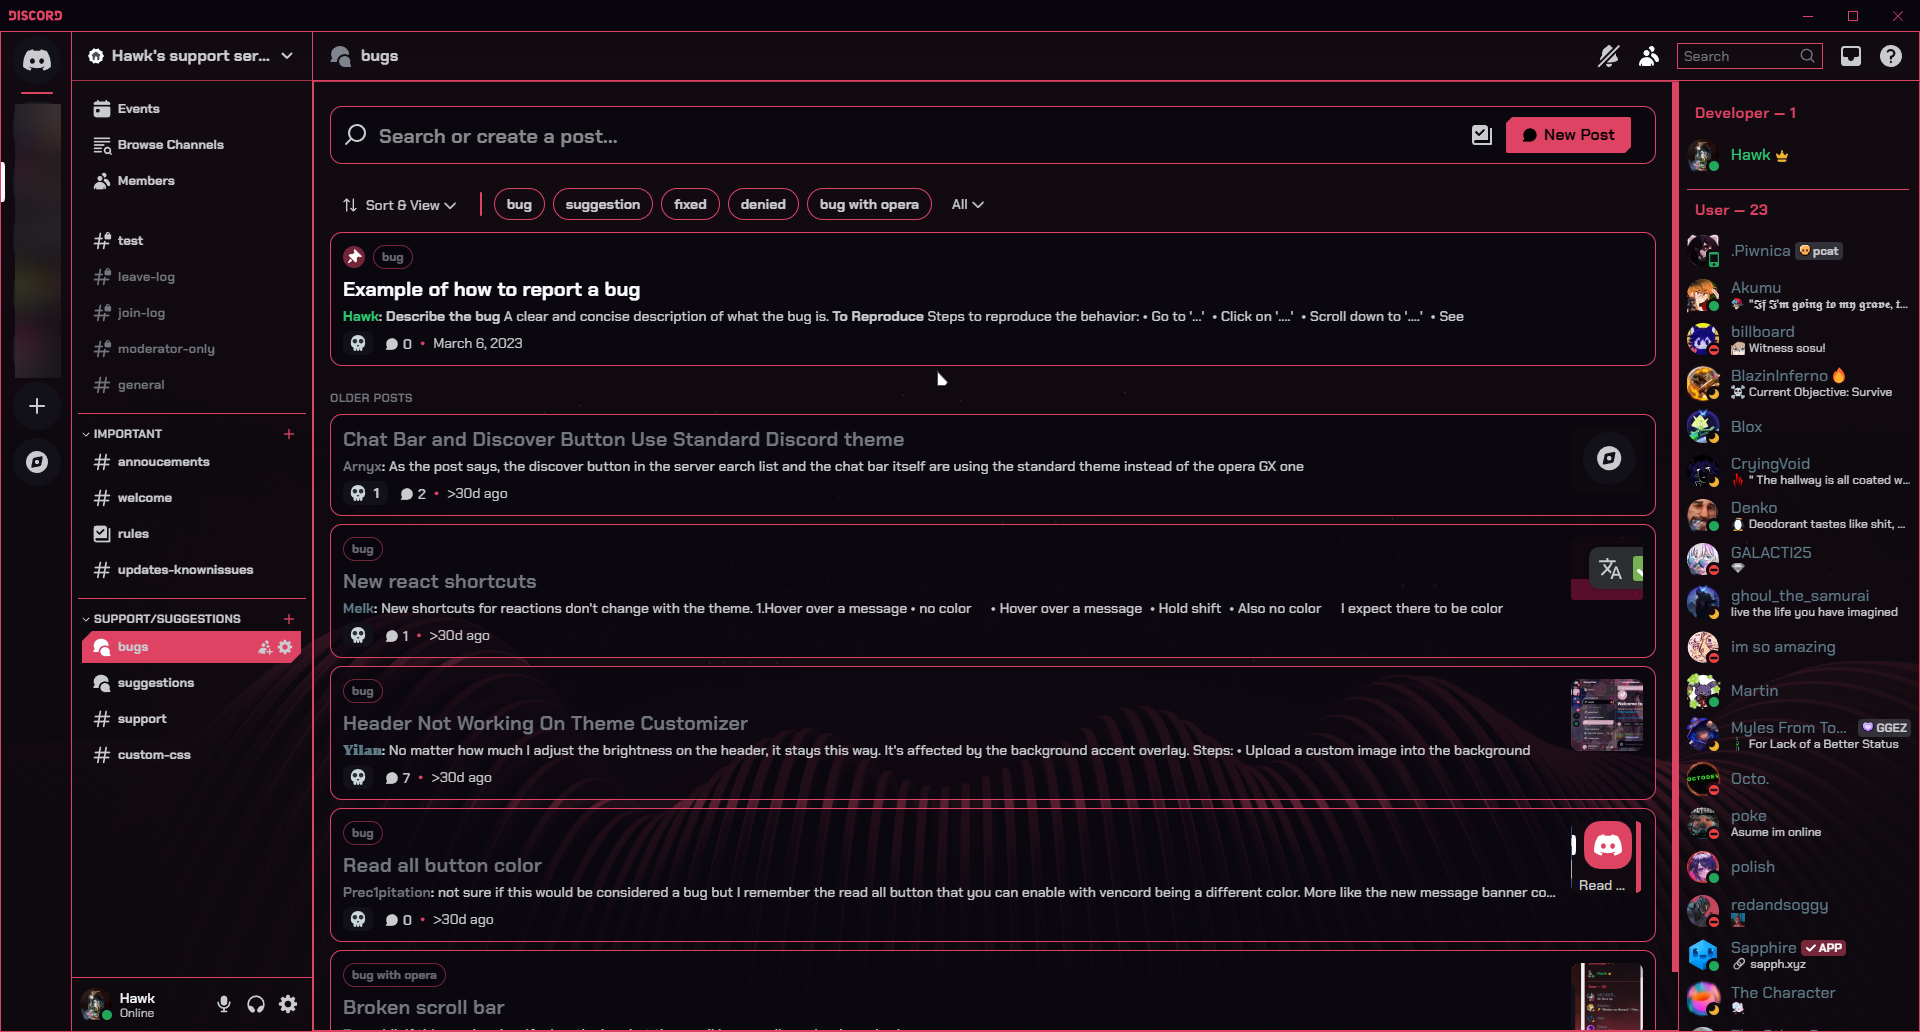 DISCORD
Hawk's support ser...
bugs
Search
Events
Browse Channels
Members
test
leave-log
join-log
moderator-only
general
IMPORTANT
annoucements
welcome
rules
updates-knownissues
SUPPORT/SUGGESTIONS
bugs
suggestions
support
custom-css
Hawk
Online
Search or create a post...
New Post
Sort & View
bug
suggestion
fixed
denied
bug with opera
All
bug
Example of how to report a bug
Hawk: Describe the bug A clear and concise description of what the bug is. To Reproduce Steps to reproduce the behavior: • Go to '...' • Click on '....' • Scroll down to '....' • See
0 • March 6, 2023
OLDER POSTS
Chat Bar and Discover Button Use Standard Discord theme
Arnyx: As the post says, the discover button in the server earch list and the chat bar itself are using the standard theme instead of the opera GX one
1 2 • >30d ago
bug
New react shortcuts
Melk: New shortcuts for reactions don't change with the theme. 1.Hover over a message • no color • Hover over a message • Hold shift • Also no color I expect there to be color
1 • >30d ago
bug
Header Not Working On Theme Customizer
Yilan: No matter how much I adjust the brightness on the header, it stays this way. It's affected by the background accent overlay. Steps: • Upload a custom image into the background
7 • >30d ago
bug
Read all button color
Prec1pitation: not sure if this would be considered a bug but I remember the read all button that you can enable with vencord being a different color. More like the new message banner co...
Read ...
0 • >30d ago
bug with opera
Broken scroll bar
Developer — 1
Hawk
User — 23
.Piwnica pcat
Akumu
"If I'm going to my grave, t...
billboard
Witness sosu!
BlazinInferno
Current Objective: Survive
Blox
CryingVoid
" The hallway is all coated w...
Denko
Deodorant tastes like shit, ...
GALACTI25
ghoul_the_samurai
live the life you have imagined
im so amazing
Martin
Myles From To... GGEZ
For Lack of a Better Status
OCTODEV
Octo.
poke
Asume im online
polish
redandsoggy
Sapphire APP
sapph.xyz
The Character